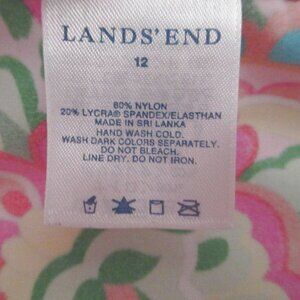 LANDS' END
12
80% NYLON
20% LYCRA® SPANDEX/ELASTHAN
MADE IN SRI LANKA
HAND WASH COLD.
WASH DARK COLORS SEPARATELY.
DO NOT BLEACH.
LINE DRY. DO NOT IRON.